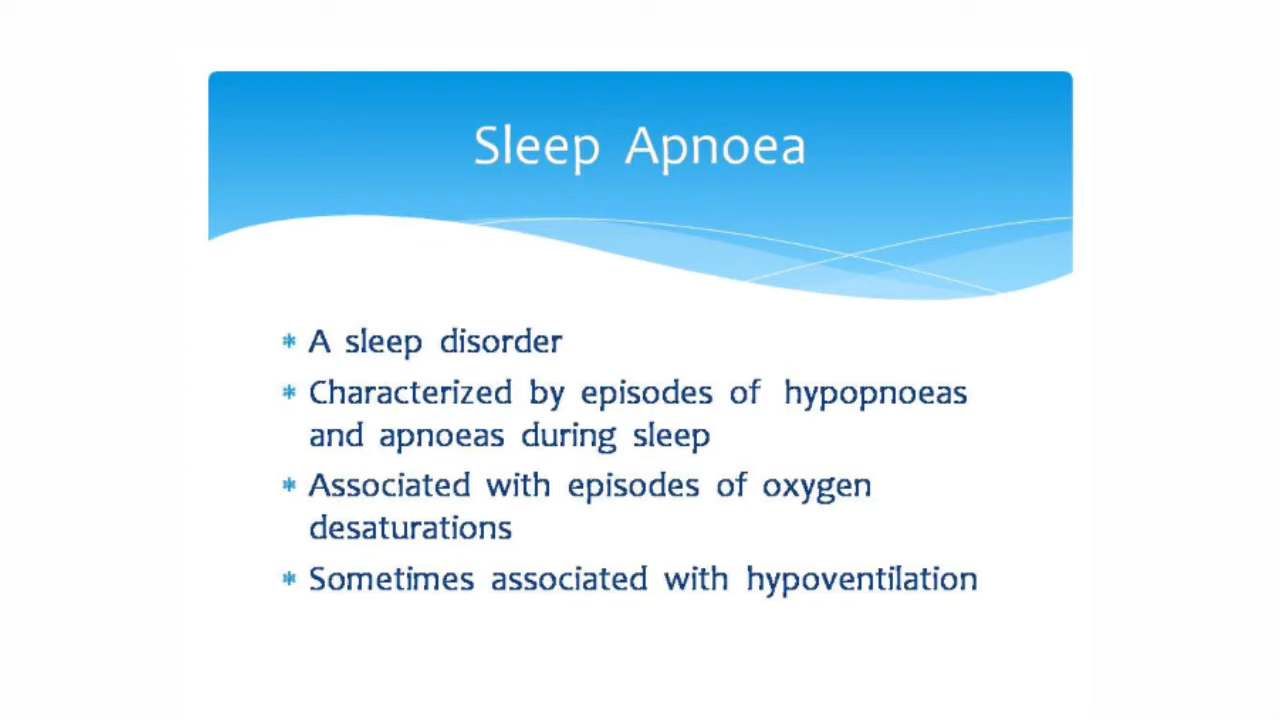 Sleep Apnoea
* A sleep disorder
* Characterized by episodes of hypopnoeas
and apnoeas during sleep
* Associated with episodes of oxygen
desaturations
* Sometimes associated with hypoventilation